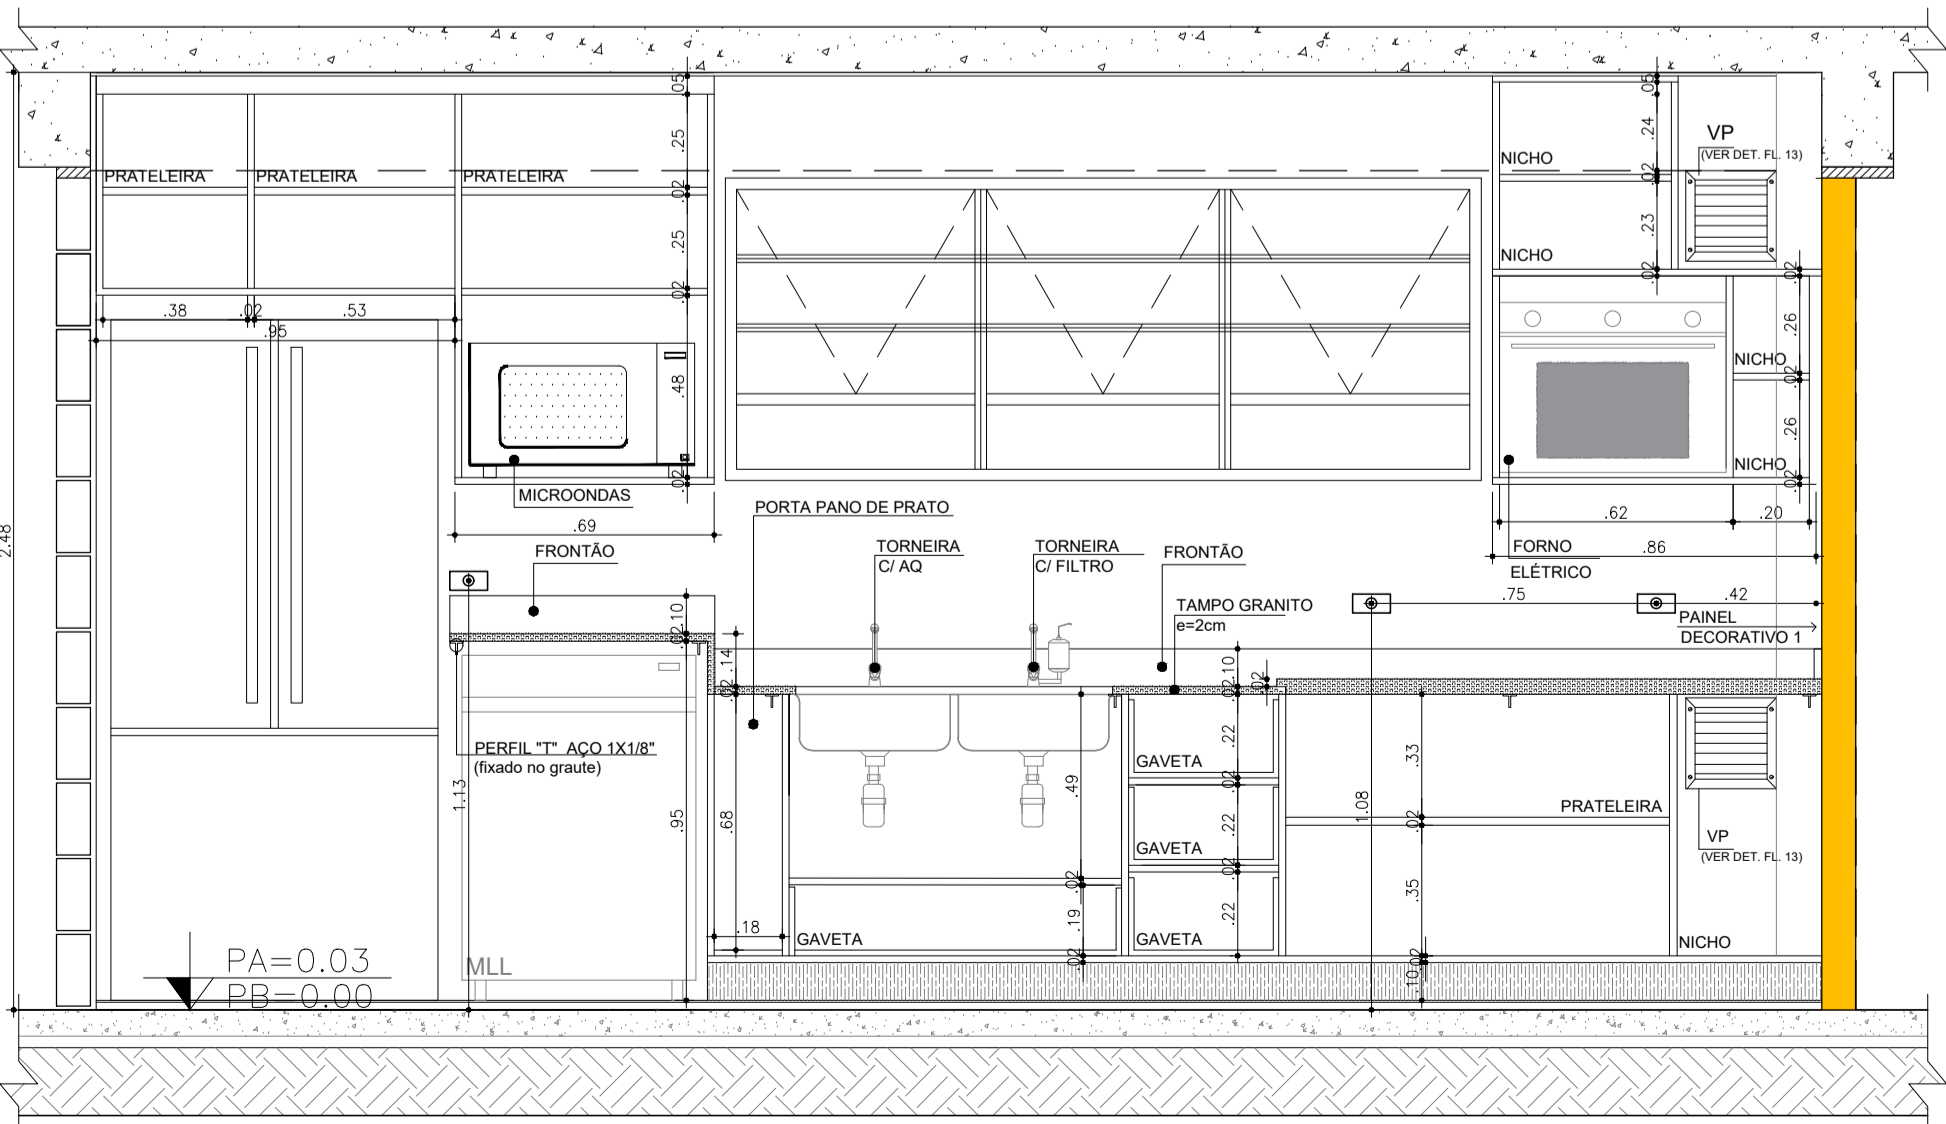 .05
.05
.25
.24
VP
(VER DET. FL. 13)
NICHO
PRATELEIRA
PRATELEIRA
PRATELEIRA
.02
.02
.25
.23
NICHO
.02
.02
.02
.38
.02
.53
.95
.26
.48
NICHO
.02
.26
NICHO
.02
.02
MICROONDAS
PORTA PANO DE PRATO
.62
.20
.69
2.48
FRONTÃO
TORNEIRA
C/ AQ
TORNEIRA
C/ FILTRO
FRONTÃO
FORNO
ELÉTRICO
.86
.75
.42
.10
.02
TAMPO GRANITO
e=2cm
PAINEL
DECORATIVO 1
.14
.02
.10
.02
.02
PERFIL "T" AÇO 1X1/8"
(fixado no graute)
.22
GAVETA
.02
.33
1.13
.95
.68
.49
.22
1.08
PRATELEIRA
.02
GAVETA
.02
VP
(VER DET. FL. 13)
.02
.35
.22
.19
.18
GAVETA
GAVETA
NICHO
.02
.02
.10
PA=0.03
PB=0.00
MLL